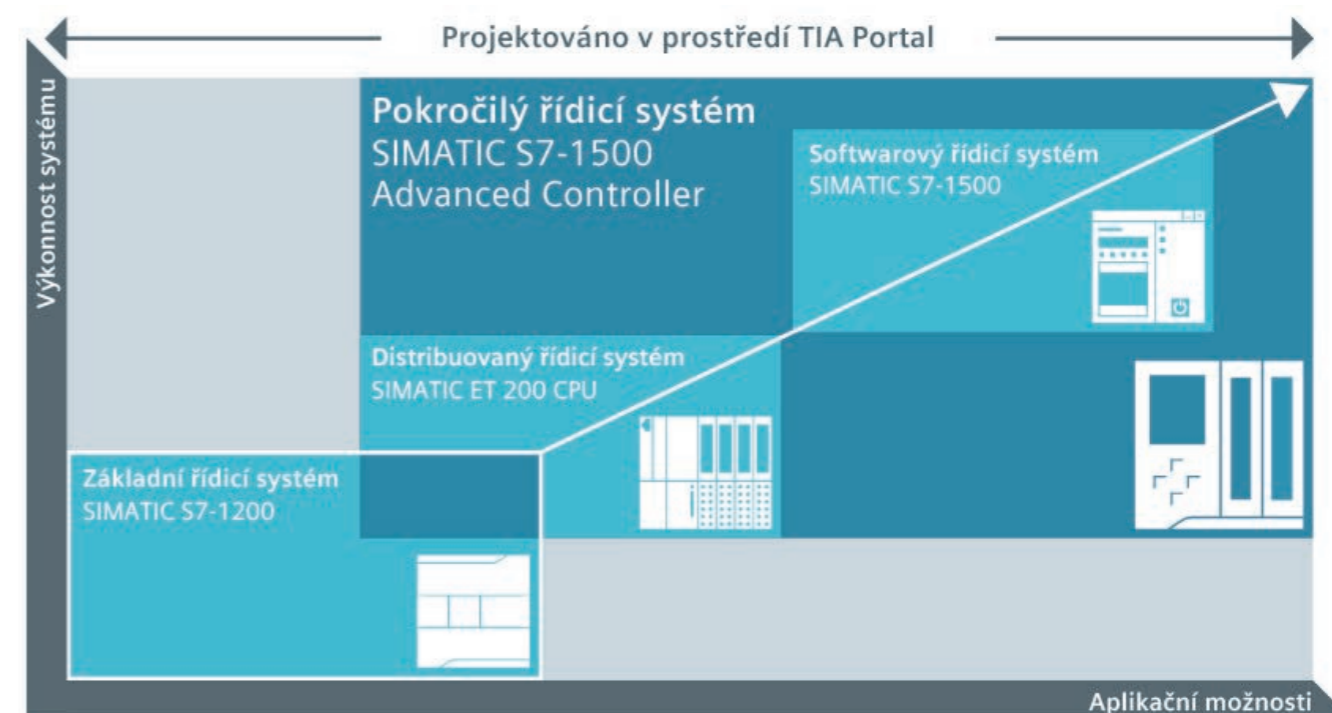 Projektováno v prostředí TIA Portal
Výkonnost systému
Pokročilý řídicí systém
SIMATIC S7-1500
Advanced Controller
Softwarový řídicí systém
SIMATIC S7-1500
Distribuovaný řídicí systém
SIMATIC ET 200 CPU
Základní řídicí systém
SIMATIC S7-1200
Aplikační možnosti